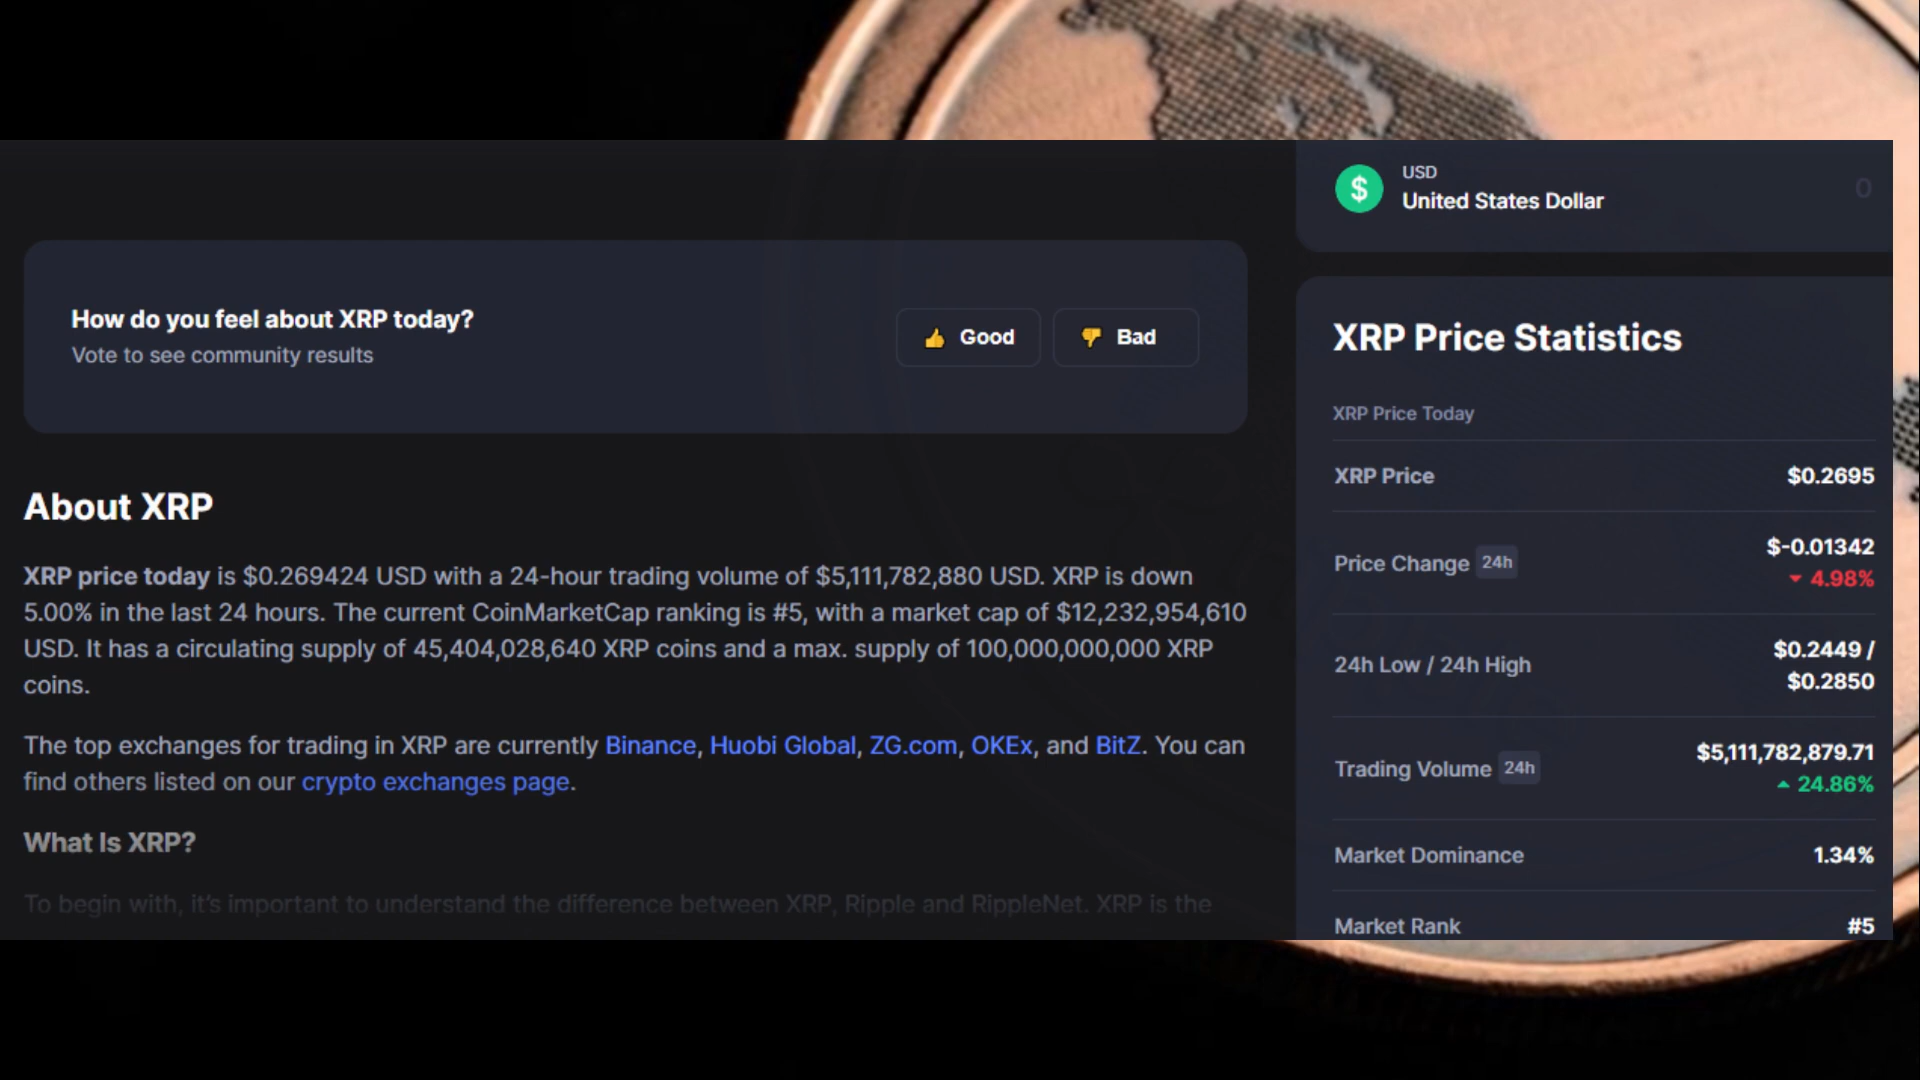 USD
United States Dollar
0
How do you feel about XRP today?
Vote to see community results
👍 Good
👎 Bad
About XRP
XRP price today is $0.269424 USD with a 24-hour trading volume of $5,111,782,880 USD. XRP is down
5.00% in the last 24 hours. The current CoinMarketCap ranking is #5, with a market cap of $12,232,954,610
USD. It has a circulating supply of 45,404,028,640 XRP coins and a max. supply of 100,000,000,000 XRP
coins.
The top exchanges for trading in XRP are currently Binance, Huobi Global, ZG.com, OKEx, and BitZ. You can
find others listed on our crypto exchanges page.
What Is XRP?
To begin with, it's important to understand the difference between XRP, Ripple and RippleNet. XRP is the
XRP Price Statistics
XRP Price Today
XRP Price $0.2695
Price Change 24h $-0.01342
4.98%
24h Low / 24h High $0.2449 /
$0.2850
Trading Volume 24h $5,111,782,879.71
24.86%
Market Dominance 1.34%
Market Rank #5